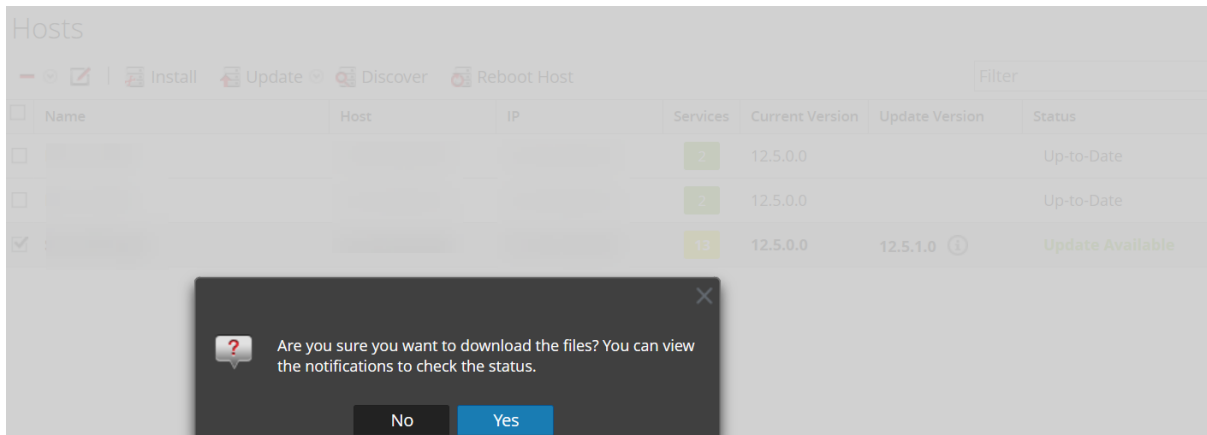 Hosts
Install Update Discover Reboot Host Filter
Name Host IP Services Current Version Update Version Status
2 12.5.0.0 Up-to-Date
2 12.5.0.0 Up-to-Date
13 12.5.0.0 12.5.1.0 Update Available
Are you sure you want to download the files? You can view
the notifications to check the status.
No Yes